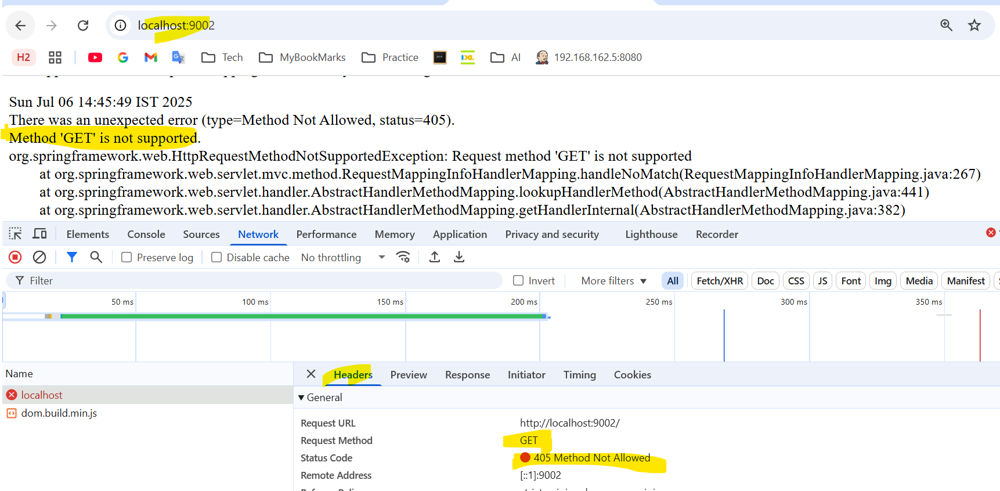 localhost:9002
H2
Tech
MyBookMarks
Practice
AI
192.168.162.5:8080
Sun Jul 06 14:45:49 IST 2025
There was an unexpected error (type=Method Not Allowed, status=405).
Method 'GET' is not supported.
org.springframework.web.HttpRequestMethodNotSupportedException: Request method 'GET' is not supported
at org.springframework.web.servlet.mvc.method.RequestMappingInfoHandlerMapping.handleNoMatch(RequestMappingInfoHandlerMapping.java:267)
at org.springframework.web.servlet.handler.AbstractHandlerMethodMapping.lookupHandlerMethod(AbstractHandlerMethodMapping.java:441)
at org.springframework.web.servlet.handler.AbstractHandlerMethodMapping.getHandlerInternal(AbstractHandlerMethodMapping.java:382)
Elements Console Sources Network Performance Memory Application Privacy and security Lighthouse Recorder
Preserve log Disable cache No throttling
Filter Invert More filters All Fetch/XHR Doc CSS JS Font Img Media Manifest
50 ms 100 ms 150 ms 200 ms 250 ms 300 ms 350 ms
Name Headers Preview Response Initiator Timing Cookies
localhost General
dom.build.min.js
Request URL http://localhost:9002/
Request Method GET
Status Code 405 Method Not Allowed
Remote Address [::1]:9002